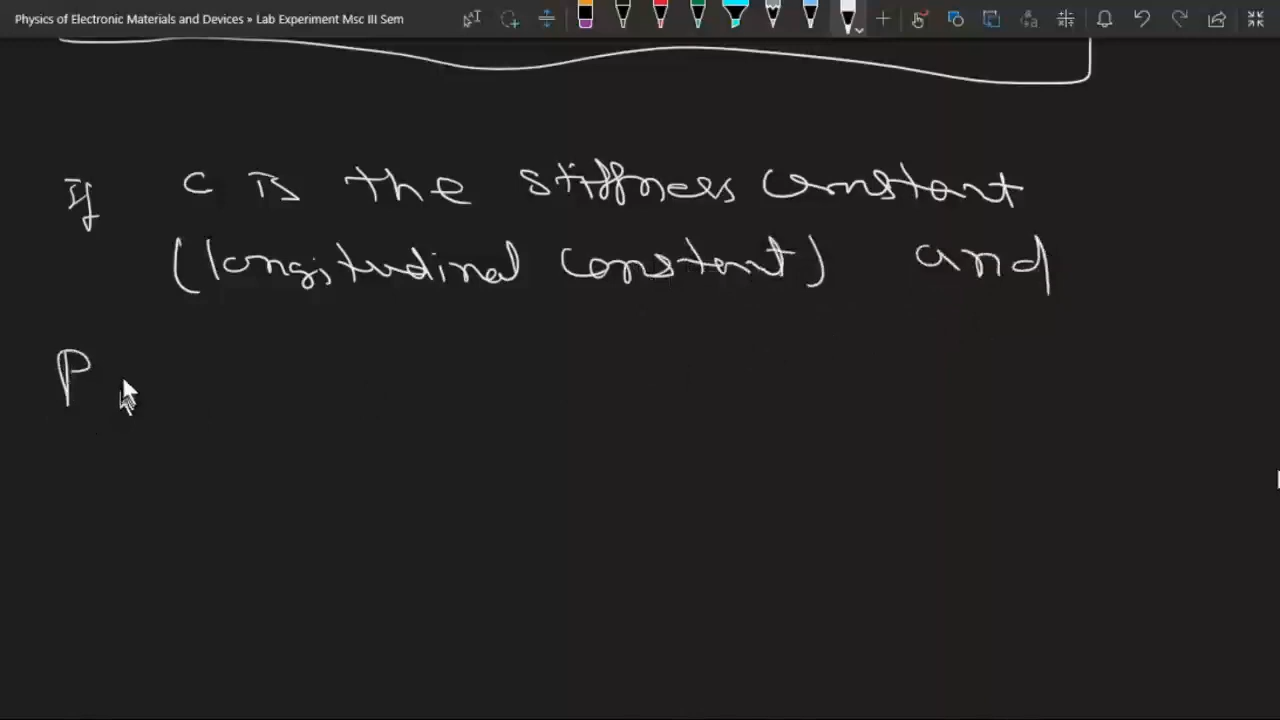 Physics of Electronic Materials and Devices » Lab Experiment Msc III Sem
If c is the stiffness constant
(longitudinal constant) and
P